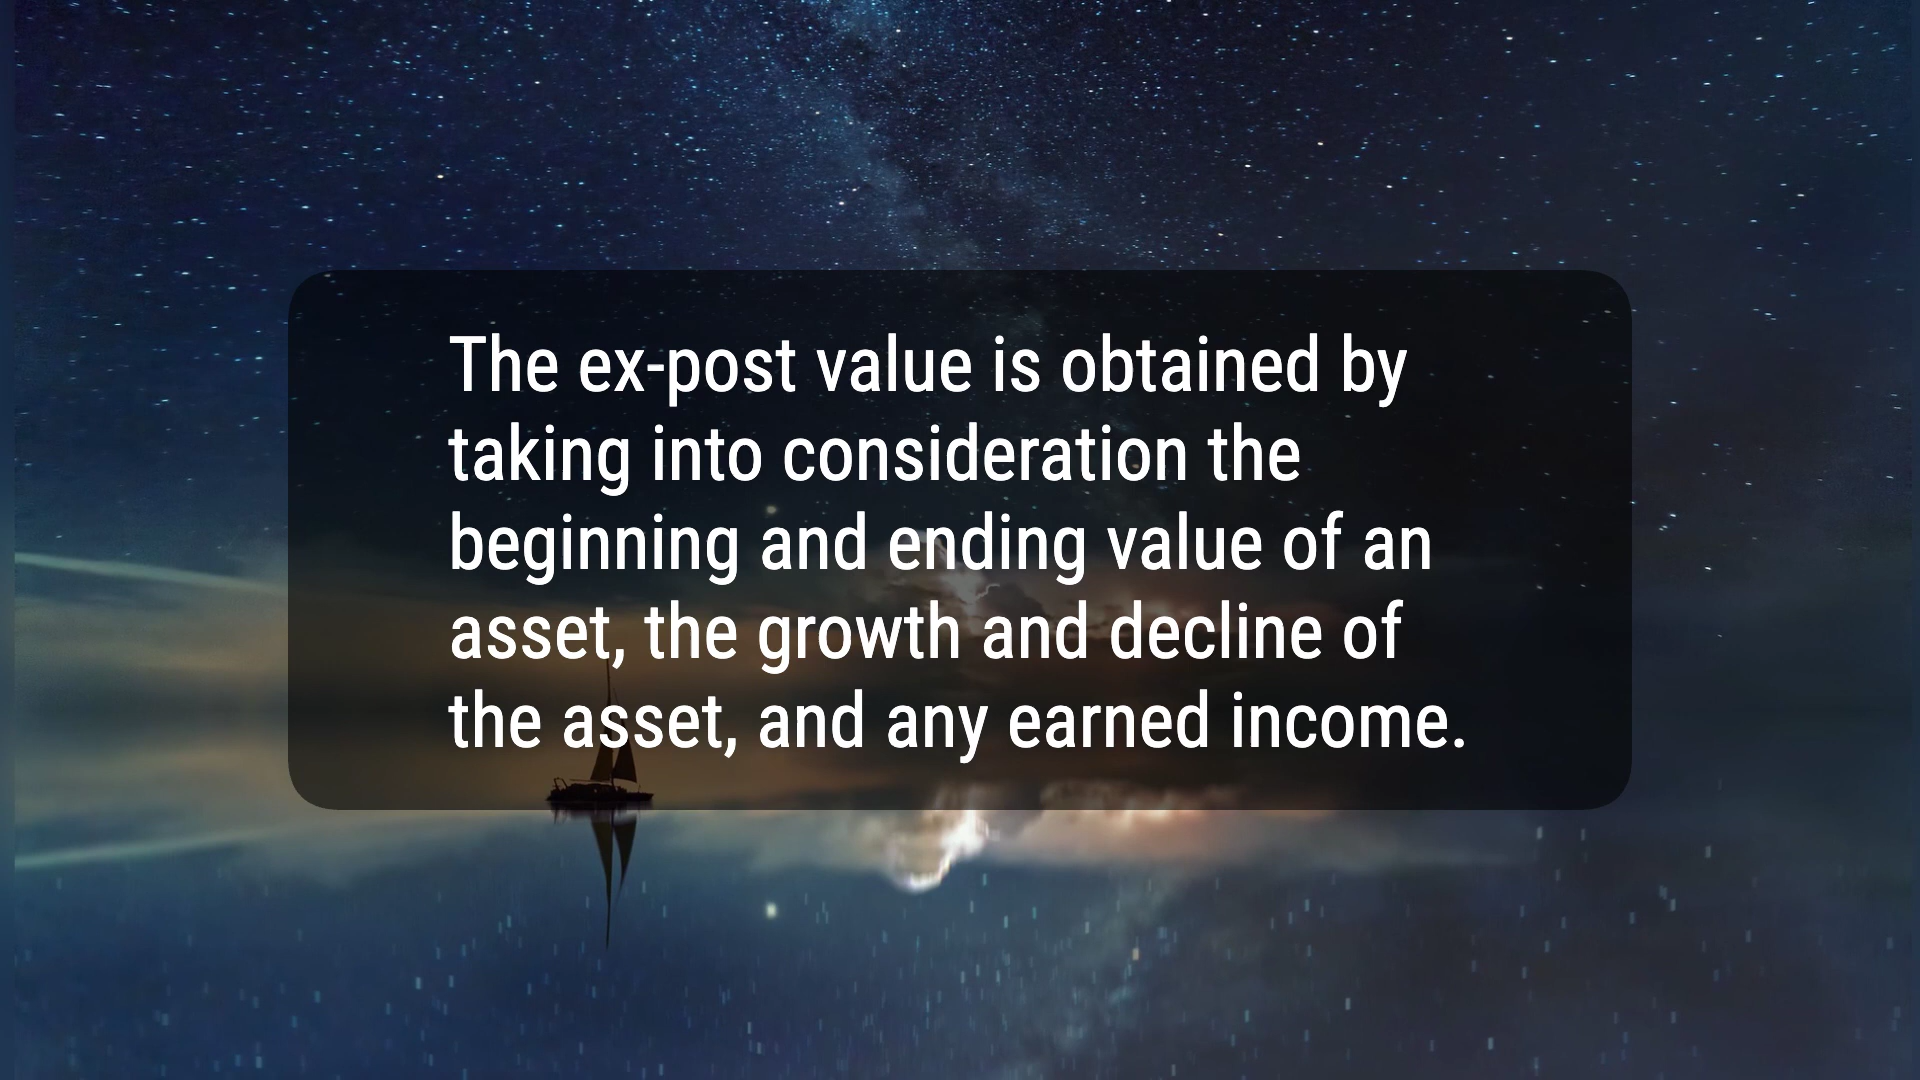 The ex-post value is obtained by
taking into consideration the
beginning and ending value of an
asset, the growth and decline of
the asset, and any earned income.